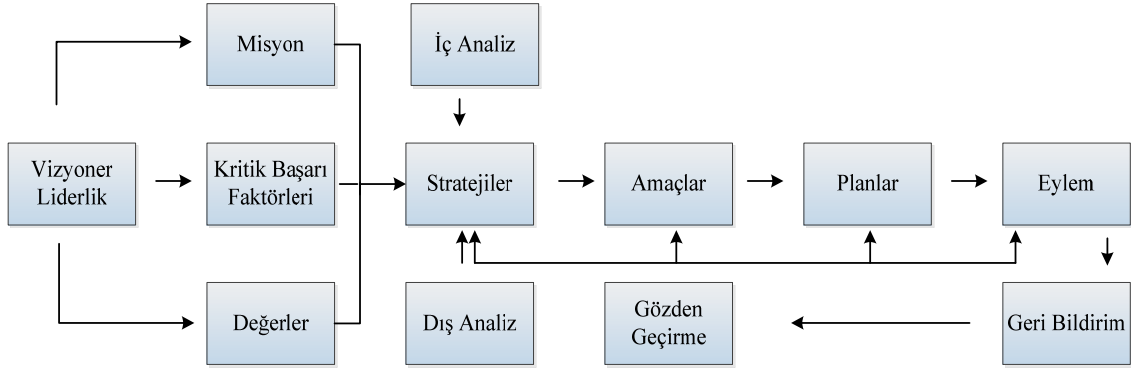 Misyon
İç Analiz
Vizyoner
Liderlik
Kritik Başarı
Faktörleri
Stratejiler
Amaçlar
Planlar
Eylem
Değerler
Dış Analiz
Gözden
Geçirme
Geri Bildirim